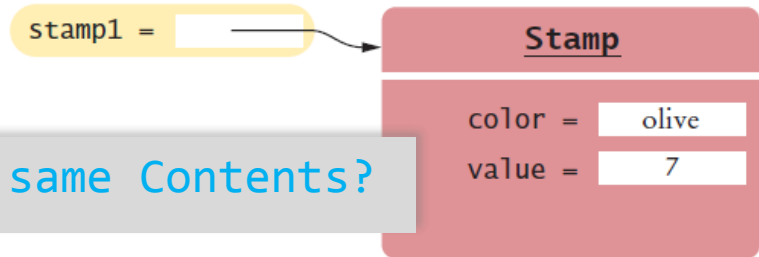 stamp1 =
Stamp
color = olive
same Contents?
value = 7